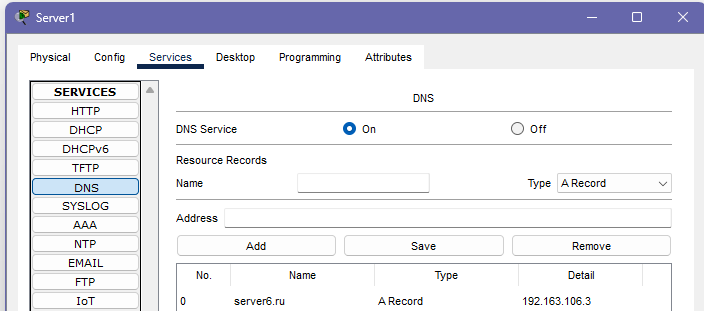 Server1
Physical Config Services Desktop Programming Attributes
SERVICES
HTTP
DHCP
DHCPv6
TFTP
DNS
SYSLOG
AAA
NTP
EMAIL
FTP
IoT
DNS
DNS Service On Off
Resource Records
Name Type A Record
Address
Add Save Remove
No. Name Type Detail
0 server6.ru A Record 192.163.106.3